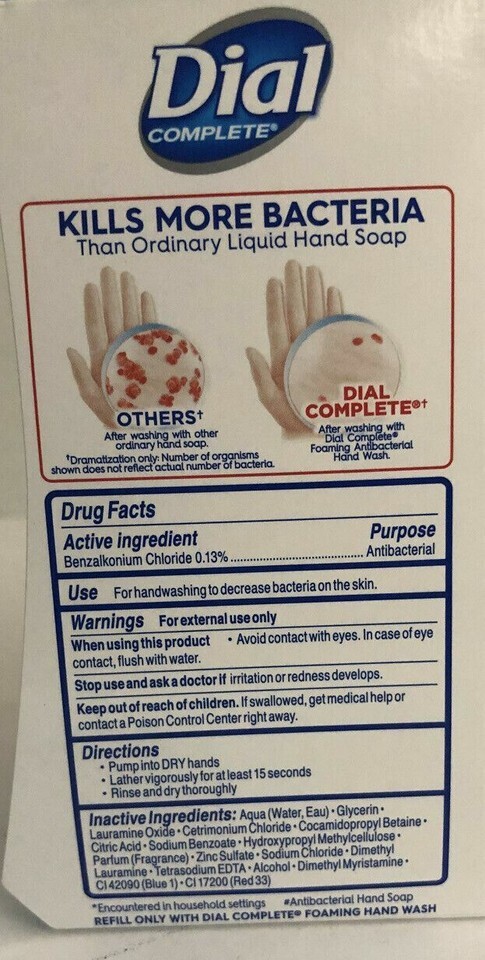 Dial
COMPLETE®
KILLS MORE BACTERIA
Than Ordinary Liquid Hand Soap
OTHERS†
After washing with other
ordinary hand soap.
†Dramatization only: Number of organisms
shown does not reflect actual number of bacteria.
DIAL
COMPLETE®†
After washing with
Dial Complete®
Foaming Antibacterial
Hand Wash.
Drug Facts
Active ingredient Purpose
Benzalkonium Chloride 0.13%........................................ Antibacterial
Use For handwashing to decrease bacteria on the skin.
Warnings For external use only
When using this product • Avoid contact with eyes. In case of eye
contact, flush with water.
Stop use and ask a doctor if irritation or redness develops.
Keep out of reach of children. If swallowed, get medical help or
contact a Poison Control Center right away.
Directions
• Pump into DRY hands
• Lather vigorously for at least 15 seconds
• Rinse and dry thoroughly
Inactive Ingredients: Aqua (Water, Eau) • Glycerin •
Lauramine Oxide • Cetrimonium Chloride • Cocamidopropyl Betaine •
Citric Acid • Sodium Benzoate • Hydroxypropyl Methylcellulose •
Parfum (Fragrance) • Zinc Sulfate • Sodium Chloride • Dimethyl
Lauramine • Tetrasodium EDTA • Alcohol • Dimethyl Myristamine •
CI 42090 (Blue 1) • CI 17200 (Red 33)
*Encountered in household settings #Antibacterial Hand Soap
REFILL ONLY WITH DIAL COMPLETE® FOAMING HAND WASH